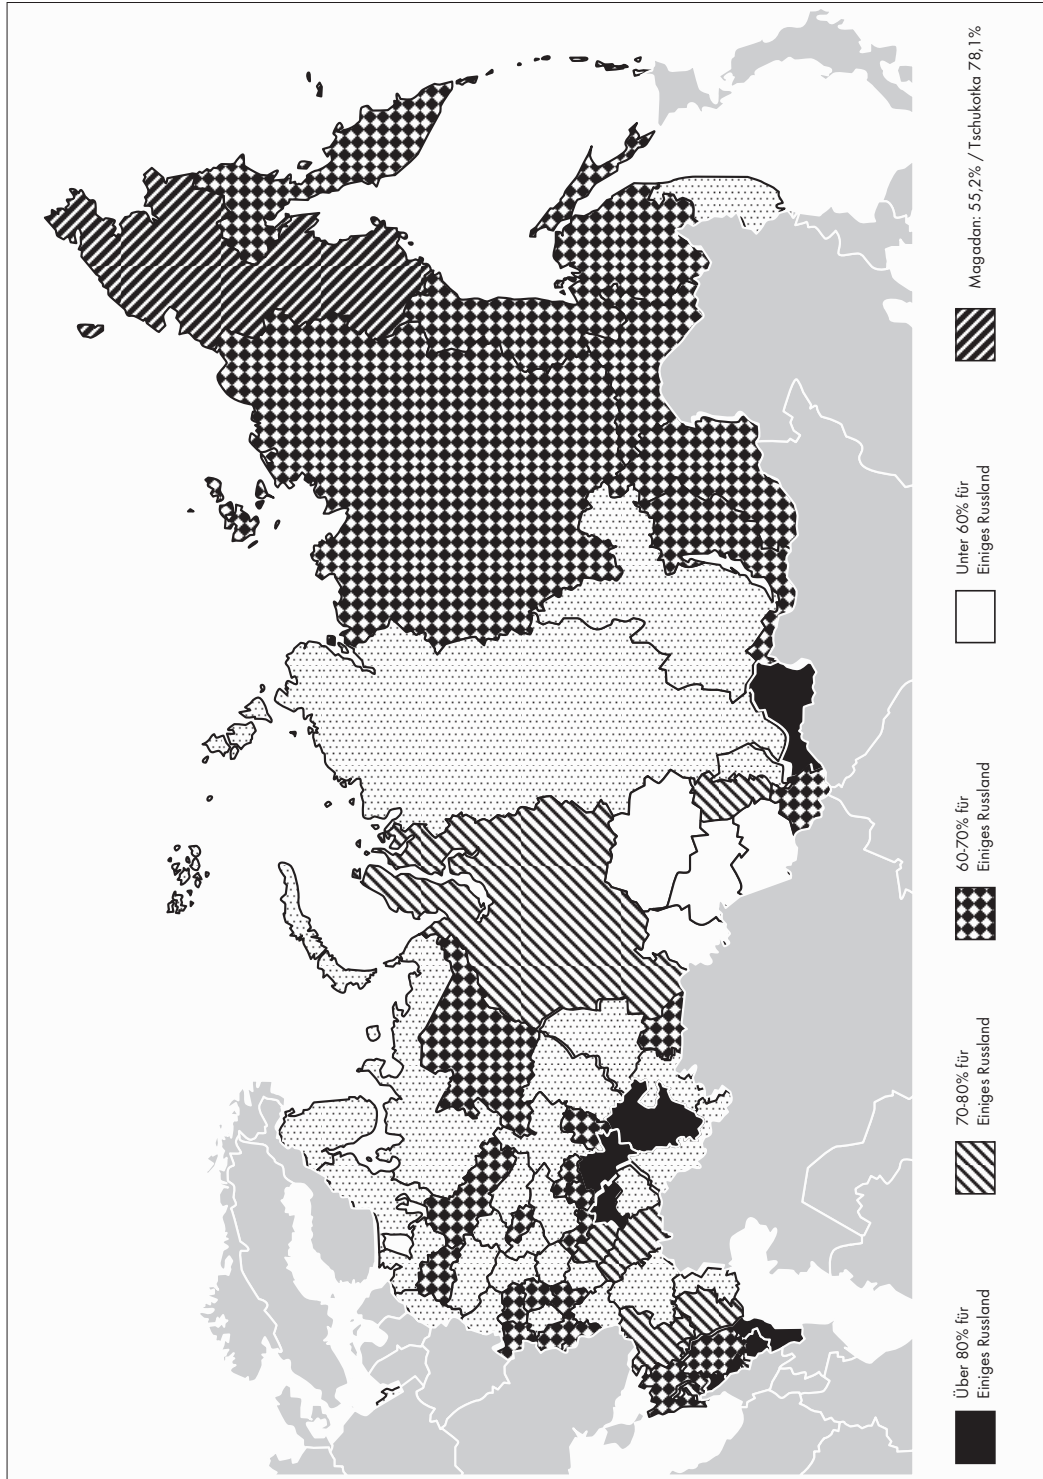 Über 80% für
Einiges Russland
70-80% für
Einiges Russland
60-70% für
Einiges Russland
Unter 60% für
Einiges Russland
Magadan: 55,2% / Tschukotka 78,1%